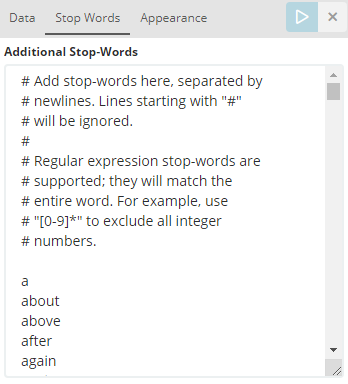 Data Stop Words Appearance
Additional Stop-Words
# Add stop-words here, separated by
# newlines. Lines starting with "#"
# will be ignored.
#
# Regular expression stop-words are
# supported; they will match the
# entire word. For example, use
# "[0-9]*" to exclude all integer
# numbers.
a
about
above
after
again